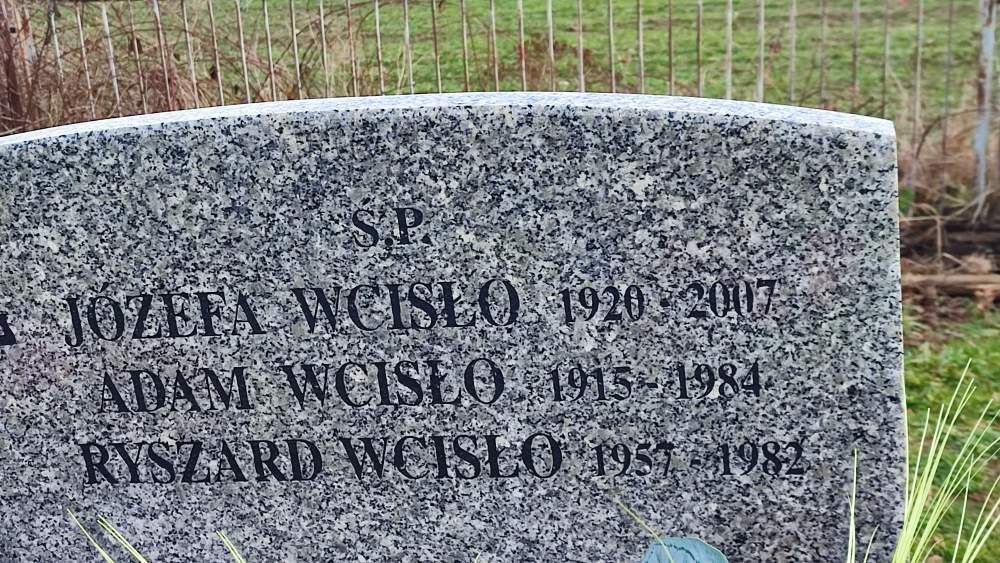 S.P.
JÓZEFA WCISŁO 1920 - 2007
ADAM WCISŁO 1915 - 1984
RYSZARD WCISŁO 1957 - 1982